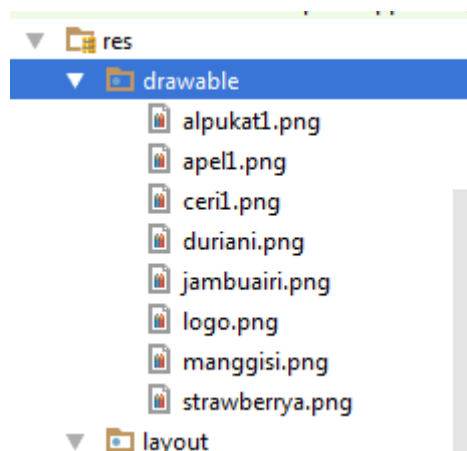 res
drawable
alpukat1.png
apel1.png
ceri1.png
duriani.png
jambuairi.png
logo.png
manggisi.png
strawberrya.png
layout